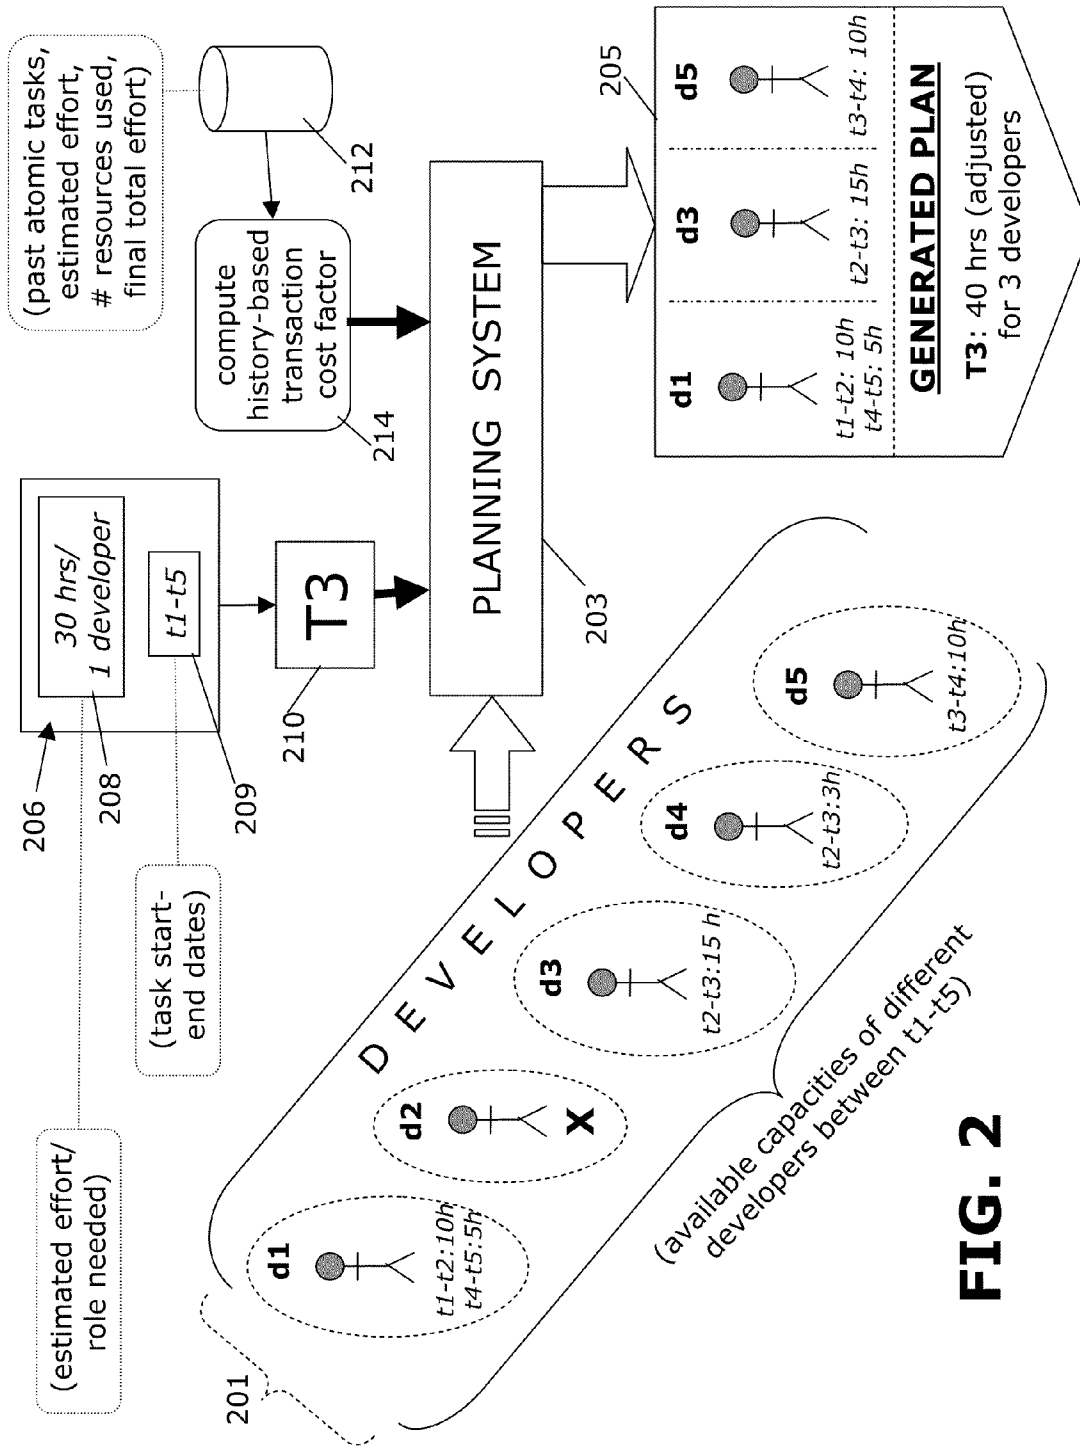 (estimated effort/
role needed)
(task start-
end dates)
206
208
209
30 hrs/
1 developer
t1-t5
210
T3
(past atomic tasks,
estimated effort,
# resources used,
final total effort)
212
compute
history-based
transaction
cost factor
214
PLANNING SYSTEM
203
201
DEVELOPERS
d1
t1-t2:10h
t4-t5:5h
d2
X
d3
t2-t3:15 h
d4
t2-t3:3h
d5
t3-t4:10h
(available capacities of different
developers between t1-t5)
205
d1
t1-t2: 10h
t4-t5: 5h
d3
t2-t3: 15h
d5
t3-t4: 10h
GENERATED PLAN
T3: 40 hrs (adjusted)
for 3 developers
FIG. 2